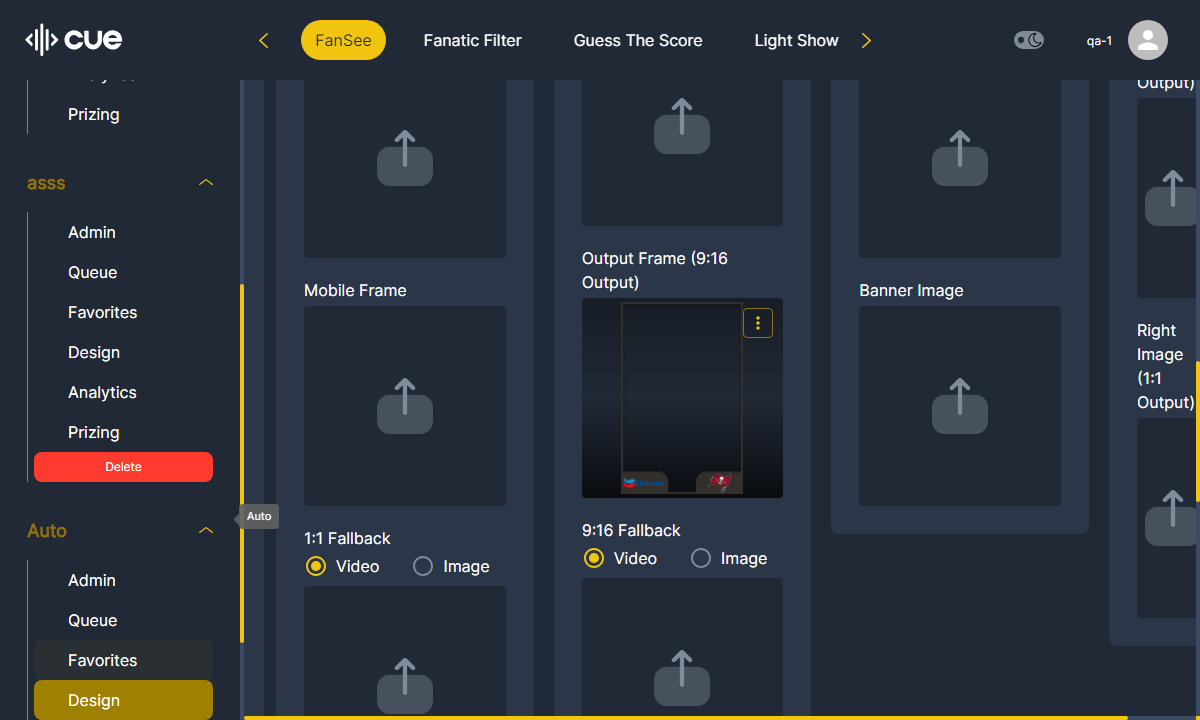 cue
FanSee
Fanatic Filter
Guess The Score
Light Show
qa-1
Prizing
asss
Admin
Queue
Favorites
Design
Analytics
Prizing
Delete
Auto
Auto
Admin
Queue
Favorites
Design
Mobile Frame
1:1 Fallback
Video
Image
Output Frame (9:16
Output)
9:16 Fallback
Video
Image
Banner Image
Output)
Right
Image
(1:1
Output)